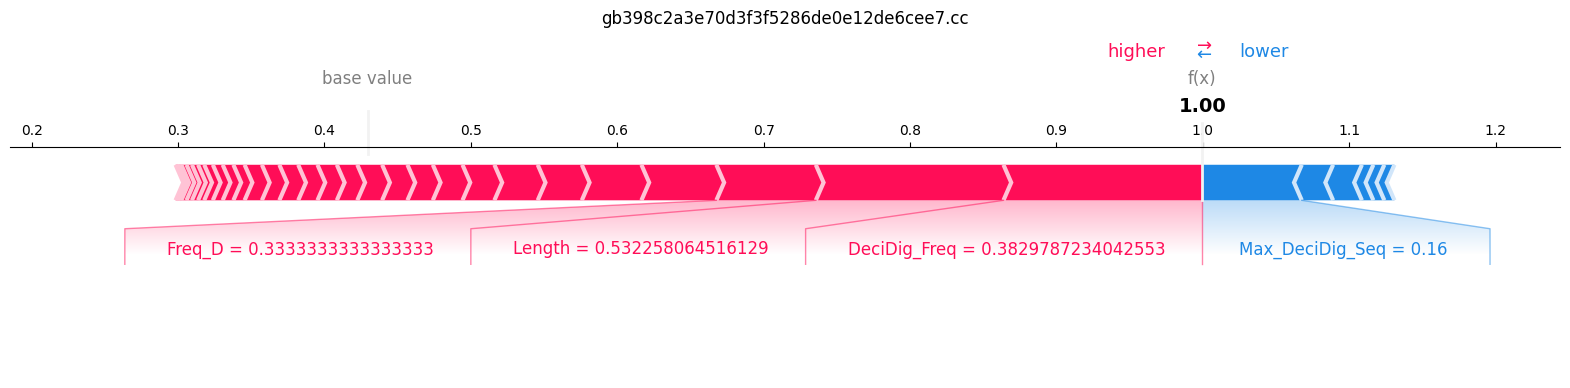 gb398c2a3e70d3f3f5286de0e12de6cee7.cc
higher → ← lower
base value f(x)
1.00
0.2 0.3 0.4 0.5 0.6 0.7 0.8 0.9 1.0 1.1 1.2
Freq_D = 0.3333333333333333 Length = 0.532258064516129 DeciDig_Freq = 0.3829787234042553 Max_DeciDig_Seq = 0.16